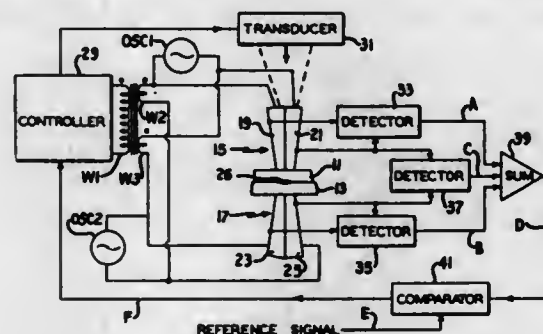 TRANSDUCER
31
OSC1
29
CONTROLLER
W2
W1
W3
19
21
15
11
26
13
17
23
25
OSC2
33
DETECTOR
A
39
SUM
C
DETECTOR
37
DETECTOR
35
B
D
41
COMPARATOR
F
E
REFERENCE SIGNAL